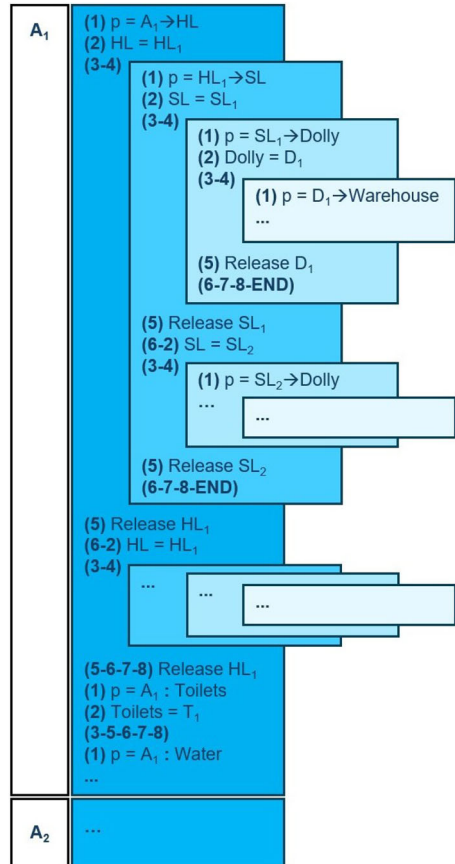 A₁
(1) p = A₁→HL
(2) HL = HL₁
(3-4)
(1) p = HL₁→SL
(2) SL = SL₁
(3-4)
(1) p = SL₁→Dolly
(2) Dolly = D₁
(3-4)
(1) p = D₁→Warehouse
...
(5) Release D₁
(6-7-8-END)
(5) Release SL₁
(6-2) SL = SL₂
(3-4)
(1) p = SL₂→Dolly
...
...
(5) Release SL₂
(6-7-8-END)
(5) Release HL₁
(6-2) HL = HL₁
(3-4)
...
...
...
(5-6-7-8) Release HL₁
(1) p = A₁ : Toilets
(2) Toilets = T₁
(3-5-6-7-8)
(1) p = A₁ : Water
...
A₂
...